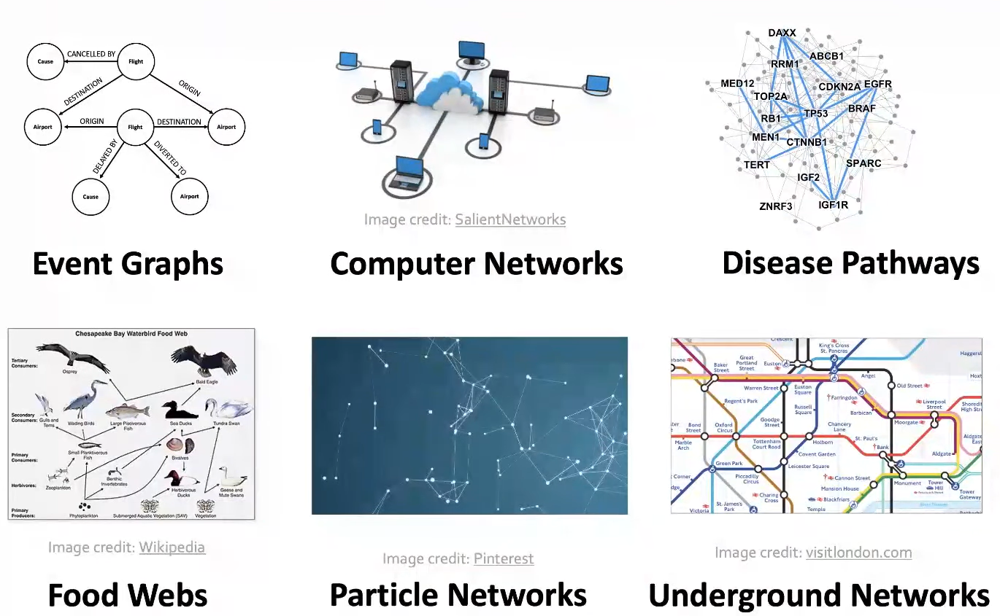 Cause
CANCELLED BY
Flight
DESTINATION
ORIGIN
Airport
ORIGIN
Flight
DESTINATION
Airport
DELAYED BY
DIVERTED TO
Cause
Airport
Event Graphs
Image credit: SalientNetworks
Computer Networks
DAXX
ABCB1
RRM1
MED12
CDKN2A
EGFR
TOP2A
TP53
BRAF
RB1
MEN1
CTNNB1
TERT
SPARC
IGF2
ZNRF3
IGF1R
Disease Pathways
Chesapeake Bay Waterbird Food Web
Tertiary
Consumers:
Osprey
Bald Eagle
Secondary
Consumers:
Gulls and
Terns
Wading Birds
Large Piscivorous
Fish
Sea Ducks
Tundra Swan
Primary
Consumers:
Small Planktivorous
Fish
Bivalves
Herbivores:
Zooplankton
Benthic
Invertebrates
Herbivorous
Ducks
Geese and
Mute Swans
Primary
Producers:
Phytoplankton
Submerged Aquatic Vegetation (SAV)
Vegetation
Image credit: Wikipedia
Food Webs
Image credit: Pinterest
Particle Networks
Crescent
King's Cross
St. Pancras
Haggerst
bone
Baker
Street
Great
Portland
Street
Euston
Angel
Hoxt
Warren Street
Euston
Square
Old Street
Regent's Park
Russell
Square
Farringdon
Barbican
Liverpool
Street
Shoredi
High Stre
Moorgate
ter
Bond
Street
Oxford
Circus
Goodge
Street
Chancery
Lane
St. Paul's
Marble
Arch
Tottenham
Court Road
Holborn
Bank
Aldgate
East
Covent Garden
Aldgate
Green Park
Leicester Square
Corner
Piccadilly
Circus
Cannon Street
Mansion House
Monument
Tower
Hill
dge
Tower
Gateway
Charing
Cross
Blackfriars
St. James's
Park
Victoria
Temple
Image credit: visitlondon.com
Underground Networks